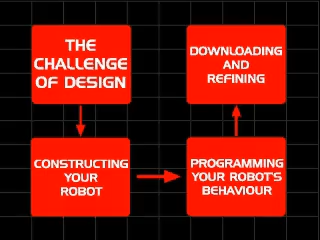 THE
CHALLENGE
OF DESIGN
CONSTRUCTING
YOUR
ROBOT
PROGRAMMING
YOUR ROBOT'S
BEHAVIOUR
DOWNLOADING
AND
REFINING